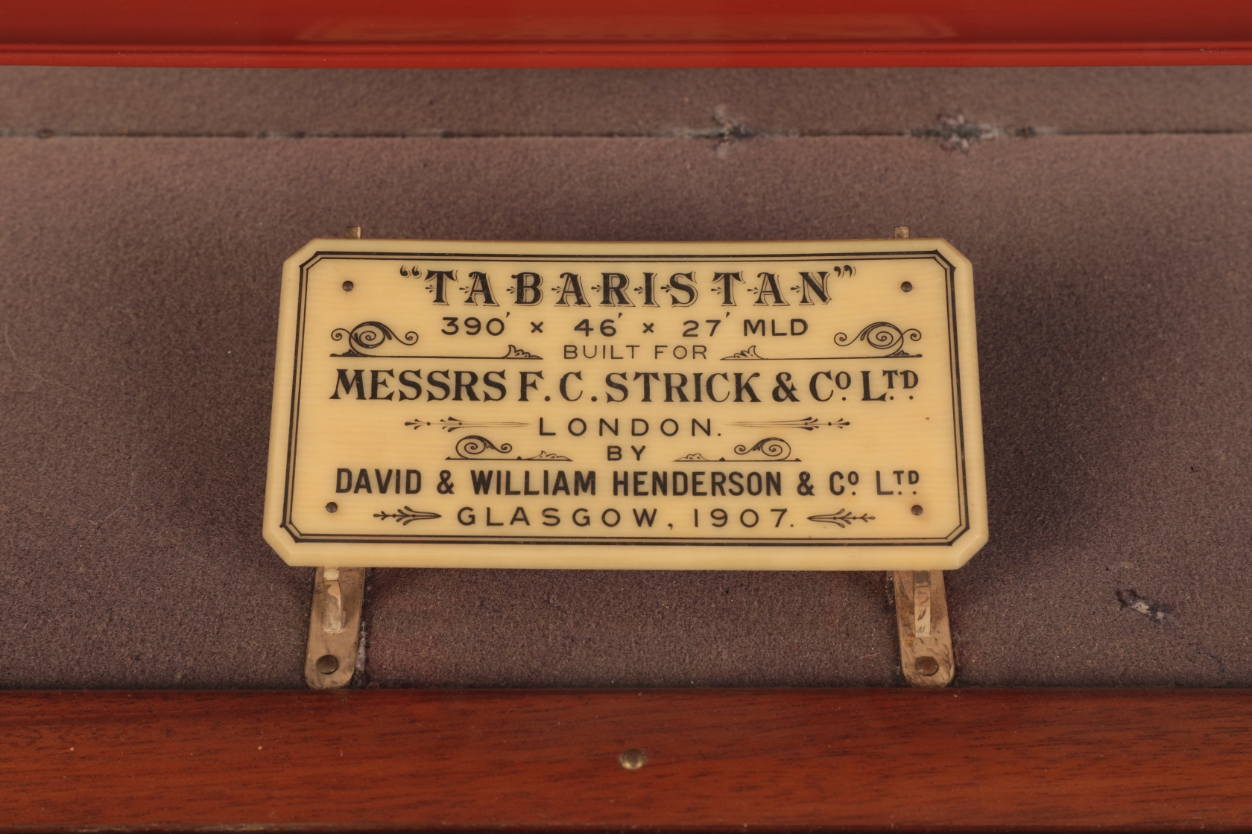 “TABARISTAN”
390′ × 46′ × 27′ MLD
BUILT FOR
MESSRS F. C. STRICK & Cº LTD
LONDON.
BY
DAVID & WILLIAM HENDERSON & Cº LTD
GLASGOW, 1907.